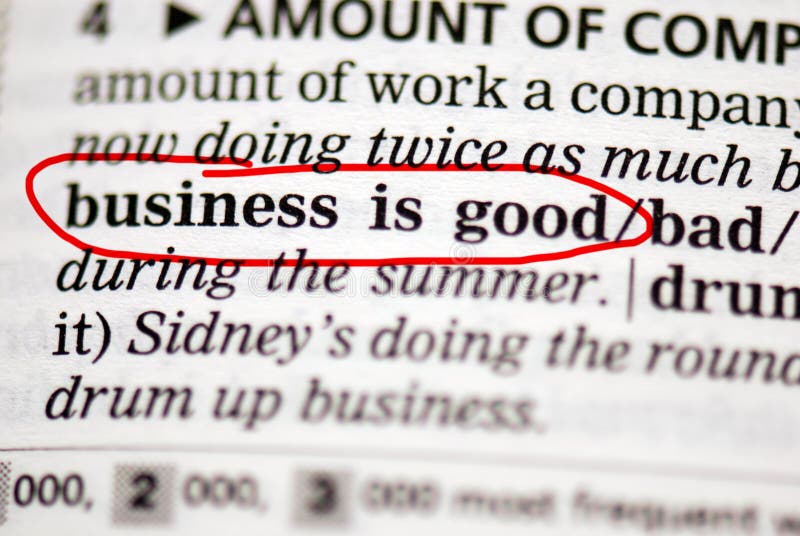 4 ► AMOUNT OF COMP
amount of work a company
now doing twice as much b
business is good/bad/
during the summer. | drum
it) Sidney's doing the round
drum up business.
000, 2 000, 3 000 most frequent w